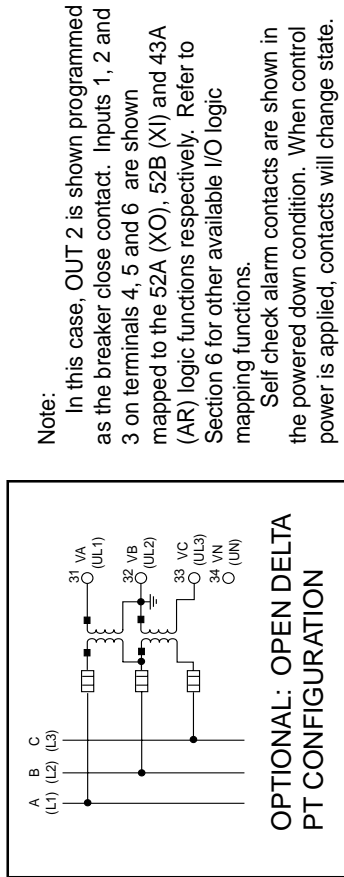 Note:
In this case, OUT 2 is shown programmed
as the breaker close contact. Inputs 1, 2 and
3 on terminals 4, 5 and 6 are shown
mapped to the 52A (XO), 52B (XI) and 43A
(AR) logic functions respectively. Refer to
Section 6 for other available I/O logic
mapping functions.
Self check alarm contacts are shown in
the powered down condition. When control
power is applied, contacts will change state.
A B C
(L1) (L2) (L3)
31 VA
(UL1)
32 VB
(UL2)
33 VC
(UL3)
34 VN
(UN)
OPTIONAL: OPEN DELTA
PT CONFIGURATION